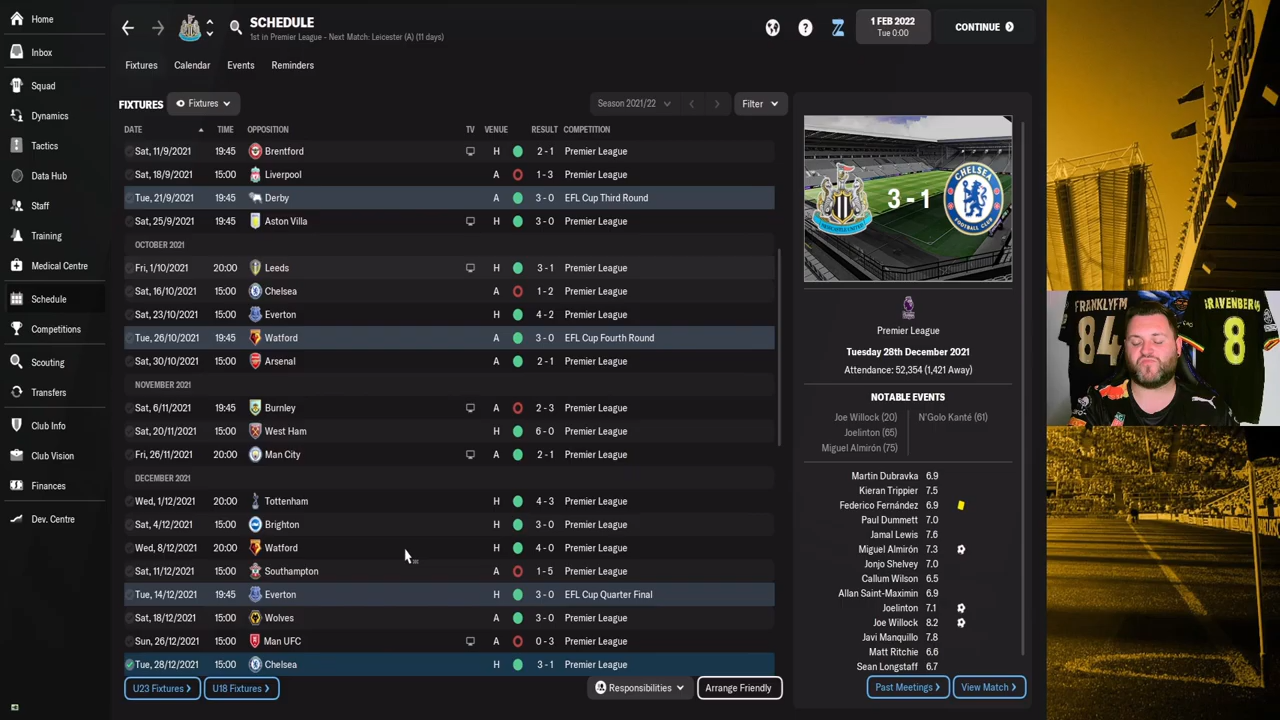 Home
Inbox
Squad
Dynamics
Tactics
Data Hub
Staff
Training
Medical Centre
Schedule
Competitions
Scouting
Transfers
Club Info
Club Vision
Finances
Dev. Centre
SCHEDULE
1st in Premier League - Next Match: Leicester (A) (11 days)
1 FEB 2022
Tue 0:00
CONTINUE
Fixtures Calendar Events Reminders
FIXTURES Fixtures Season 2021/22 Filter
DATE TIME OPPOSITION TV VENUE RESULT COMPETITION
Sat, 11/9/2021 19:45 Brentford H 2 - 1 Premier League
Sat, 18/9/2021 15:00 Liverpool A 1 - 3 Premier League
Tue, 21/9/2021 19:45 Derby A 3 - 0 EFL Cup Third Round
Sat, 25/9/2021 19:45 Aston Villa H 3 - 0 Premier League
OCTOBER 2021
Fri, 1/10/2021 20:00 Leeds H 3 - 1 Premier League
Sat, 16/10/2021 15:00 Chelsea A 1 - 2 Premier League
Sat, 23/10/2021 15:00 Everton H 4 - 2 Premier League
Tue, 26/10/2021 19:45 Watford A 3 - 0 EFL Cup Fourth Round
Sat, 30/10/2021 15:00 Arsenal A 2 - 1 Premier League
NOVEMBER 2021
Sat, 6/11/2021 19:45 Burnley A 2 - 3 Premier League
Sat, 20/11/2021 15:00 West Ham H 6 - 0 Premier League
Fri, 26/11/2021 20:00 Man City A 2 - 1 Premier League
DECEMBER 2021
Wed, 1/12/2021 20:00 Tottenham H 4 - 3 Premier League
Sat, 4/12/2021 15:00 Brighton H 3 - 0 Premier League
Wed, 8/12/2021 20:00 Watford H 4 - 0 Premier League
Sat, 11/12/2021 15:00 Southampton A 1 - 5 Premier League
Tue, 14/12/2021 19:45 Everton H 3 - 0 EFL Cup Quarter Final
Sat, 18/12/2021 15:00 Wolves A 3 - 0 Premier League
Sun, 26/12/2021 15:00 Man UFC A 0 - 3 Premier League
Tue, 28/12/2021 15:00 Chelsea H 3 - 1 Premier League
U23 Fixtures U18 Fixtures Responsibilities Arrange Friendly
3 - 1
CHELSEA
FOOTBALL CLUB
Premier League
Tuesday 28th December 2021
Attendance: 52,354 (1,421 Away)
NOTABLE EVENTS
Joe Willock (20) N'Golo Kanté (61)
Joelinton (65)
Miguel Almirón (75)
Martin Dubravka 6.9
Kieran Trippier 7.5
Federico Fernández 6.9
Paul Dummett 7.0
Jamal Lewis 7.6
Miguel Almirón 7.3
Jonjo Shelvey 7.0
Callum Wilson 6.5
Allan Saint-Maximin 6.9
Joelinton 7.1
Joe Willock 8.2
Javi Manquillo 7.8
Matt Ritchie 6.6
Sean Longstaff 6.7
Past Meetings View Match
FRANKLYFM
84
GRAVENBERCH
8